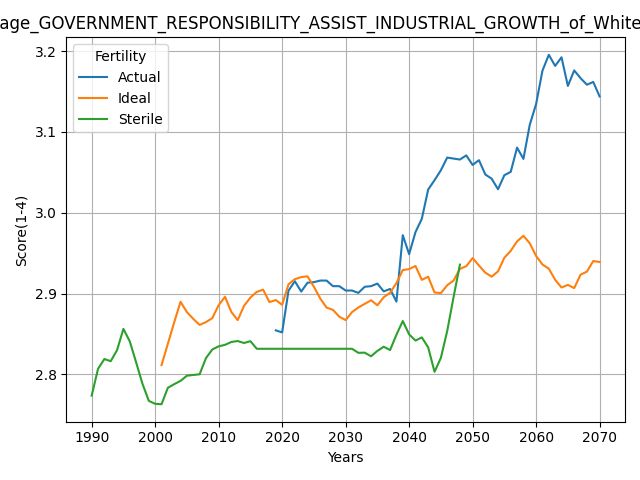 age_GOVERNMENT_RESPONSIBILITY_ASSIST_INDUSTRIAL_GROWTH_of_White
Fertility
Actual
Ideal
Sterile
3.2
3.1
3.0
2.9
2.8
Score(1-4)
1990 2000 2010 2020 2030 2040 2050 2060 2070
Years